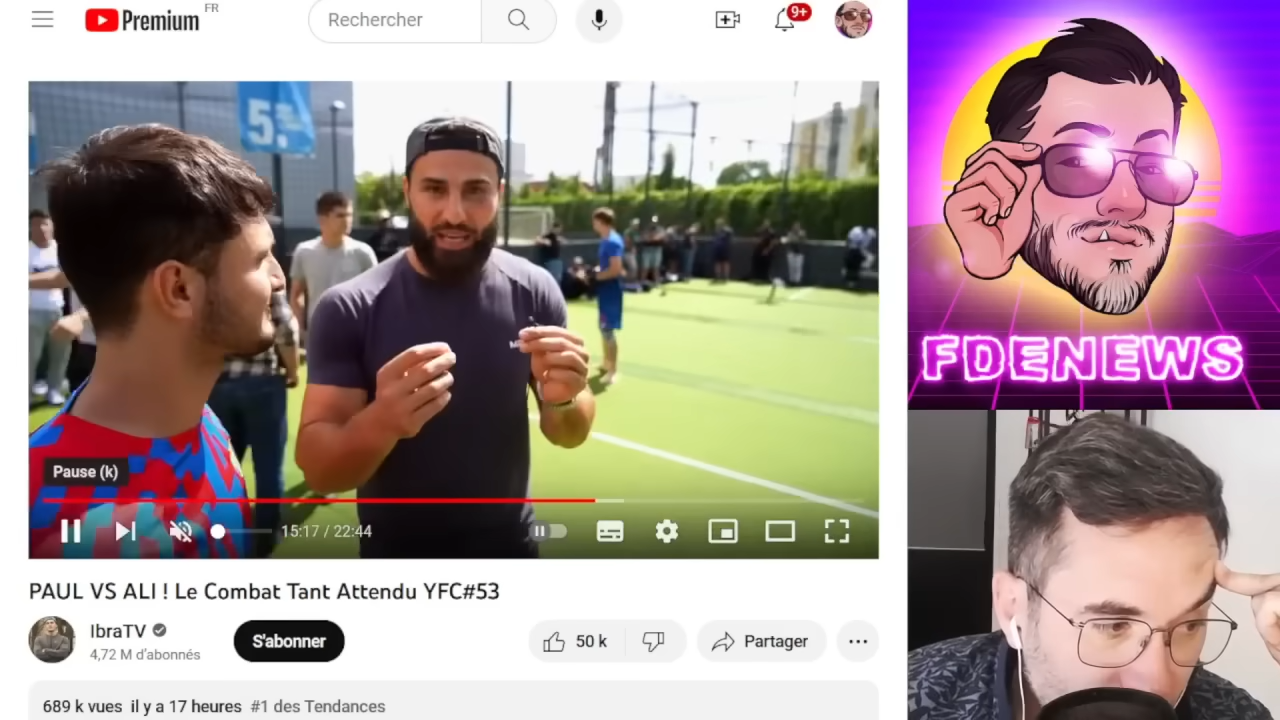 Premium FR
Rechercher
9+
5.
Pause (k)
15:17 / 22:44
PAUL VS ALI ! Le Combat Tant Attendu YFC#53
IbraTV
4,72 M d'abonnés
S'abonner
50 k
Partager
689 k vues il y a 17 heures #1 des Tendances
FDENEWS